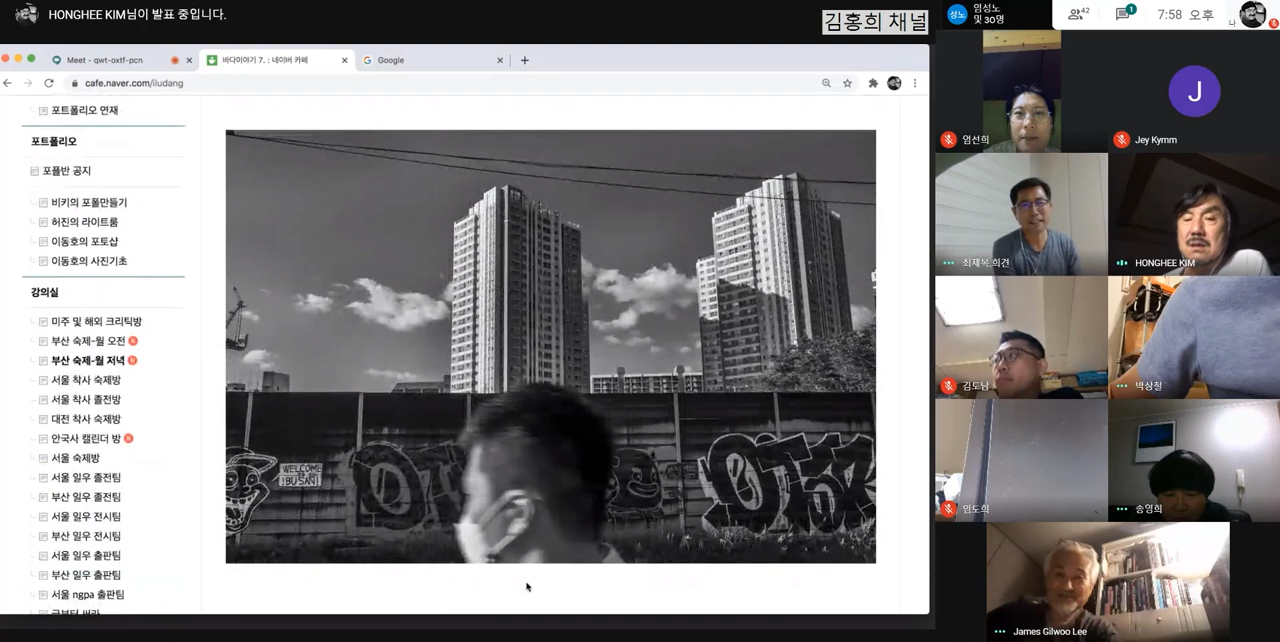 HONGHEE KIM님이 발표 중입니다.
김홍희 채널
성노
엄성노
및 30명
42
1
7:58 오후
나
Meet - qwt-oxtf-pcn
바다이야기 7. : 네이버 카페
Google
cafe.naver.com/iludang
포트폴리오 연재
포트폴리오
포플반 공지
비키의 포폴만들기
허진의 라이트룸
이동호의 포토샵
이동호의 사진기초
강의실
미주 및 해외 크리틱방
부산 숙제-월 오전 N
부산 숙제-월 저녁 N
서울 착사 숙제방
서울 착사 졸전방
대전 착사 숙제방
안국사 캘린더 방 N
서울 숙제방
서울 일우 졸전팀
부산 일우 졸전팀
서울 일우 전시팀
부산 일우 전시팀
서울 일우 출판팀
부산 일우 출판팀
서울 ngpa 출판팀
WELCOME
TO
BUSAN!
엄선희
J
Jey Kymm
최재복.희견
HONGHEE KIM
김도남
박상철
임도희
송영희
James Gilwoo Lee